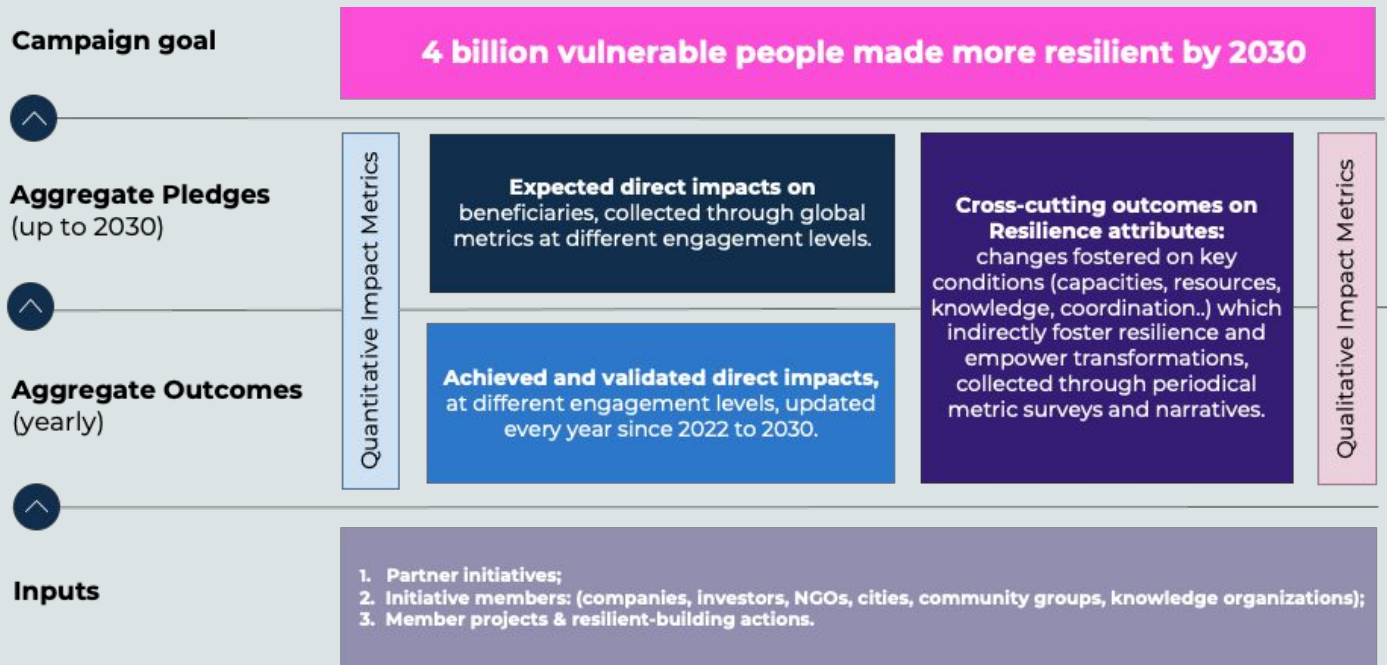 Campaign goal
4 billion vulnerable people made more resilient by 2030
Aggregate Pledges
(up to 2030)
Quantitative Impact Metrics
Expected direct impacts on
beneficiaries, collected through global
metrics at different engagement levels.
Cross-cutting outcomes on
Resilience attributes:
changes fostered on key
conditions (capacities, resources,
knowledge, coordination..) which
indirectly foster resilience and
empower transformations,
collected through periodical
metric surveys and narratives.
Qualitative Impact Metrics
Aggregate Outcomes
(yearly)
Achieved and validated direct impacts,
at different engagement levels, updated
every year since 2022 to 2030.
Inputs
1. Partner initiatives;
2. Initiative members: (companies, investors, NGOs, cities, community groups, knowledge organizations);
3. Member projects & resilient-building actions.